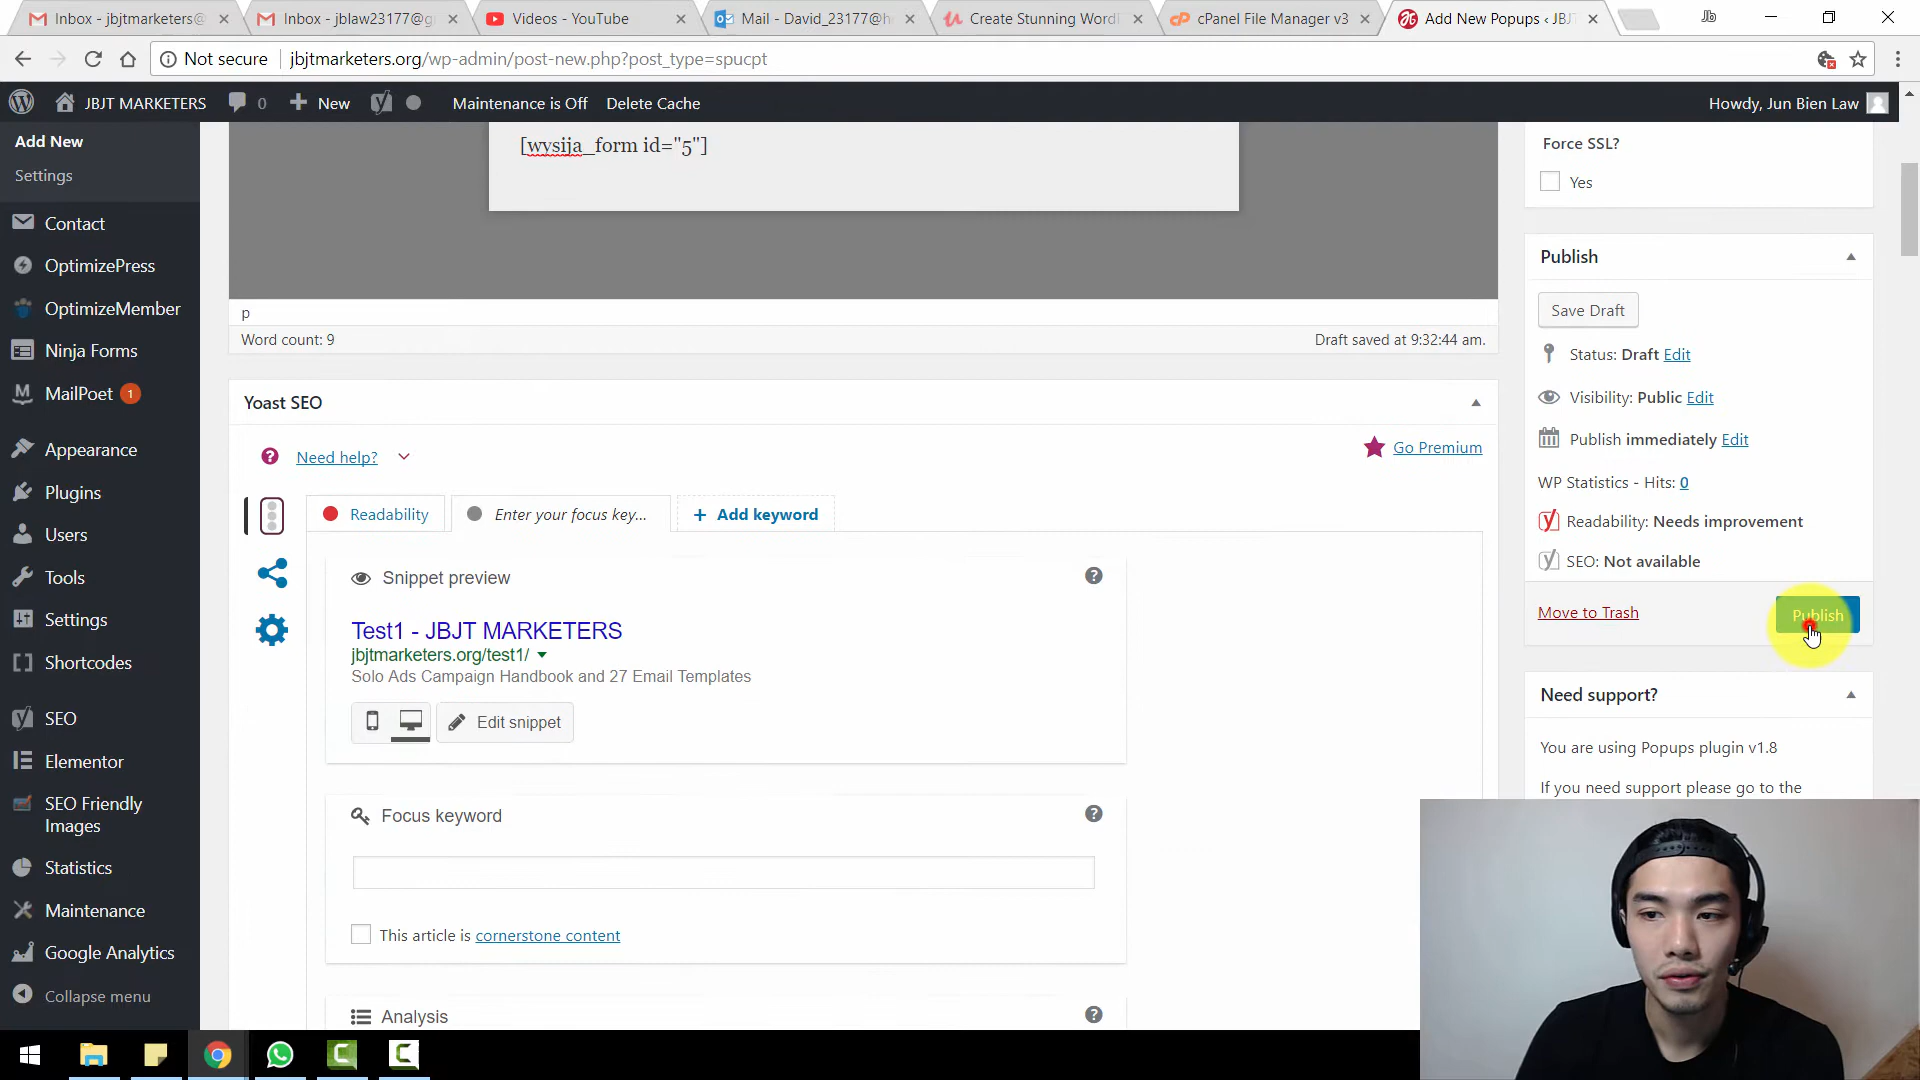 Inbox - jbjtmarketers@
Inbox - jblaw23177@g
Videos - YouTube
Mail - David_23177@h
Create Stunning Word
cPanel File Manager v3
Add New Popups ‹ JBJT
Jb
Not secure
jbjtmarketers.org/wp-admin/post-new.php?post_type=spucpt
JBJT MARKETERS
0
New
Maintenance is Off
Delete Cache
Howdy, Jun Bien Law
Add New
Settings
Contact
OptimizePress
OptimizeMember
Ninja Forms
MailPoet 1
Appearance
Plugins
Users
Tools
Settings
Shortcodes
SEO
Elementor
SEO Friendly
Images
Statistics
Maintenance
Google Analytics
Collapse menu
[wysija_form id="5"]
p
Word count: 9
Draft saved at 9:32:44 am.
Yoast SEO
Need help?
Go Premium
Readability
Enter your focus key...
+ Add keyword
Snippet preview
Test1 - JBJT MARKETERS
jbjtmarketers.org/test1/
Solo Ads Campaign Handbook and 27 Email Templates
Edit snippet
Focus keyword
This article is cornerstone content
Analysis
Force SSL?
Yes
Publish
Save Draft
Status: Draft Edit
Visibility: Public Edit
Publish immediately Edit
WP Statistics - Hits: 0
Readability: Needs improvement
SEO: Not available
Move to Trash
Publish
Need support?
You are using Popups plugin v1.8
If you need support please go to the